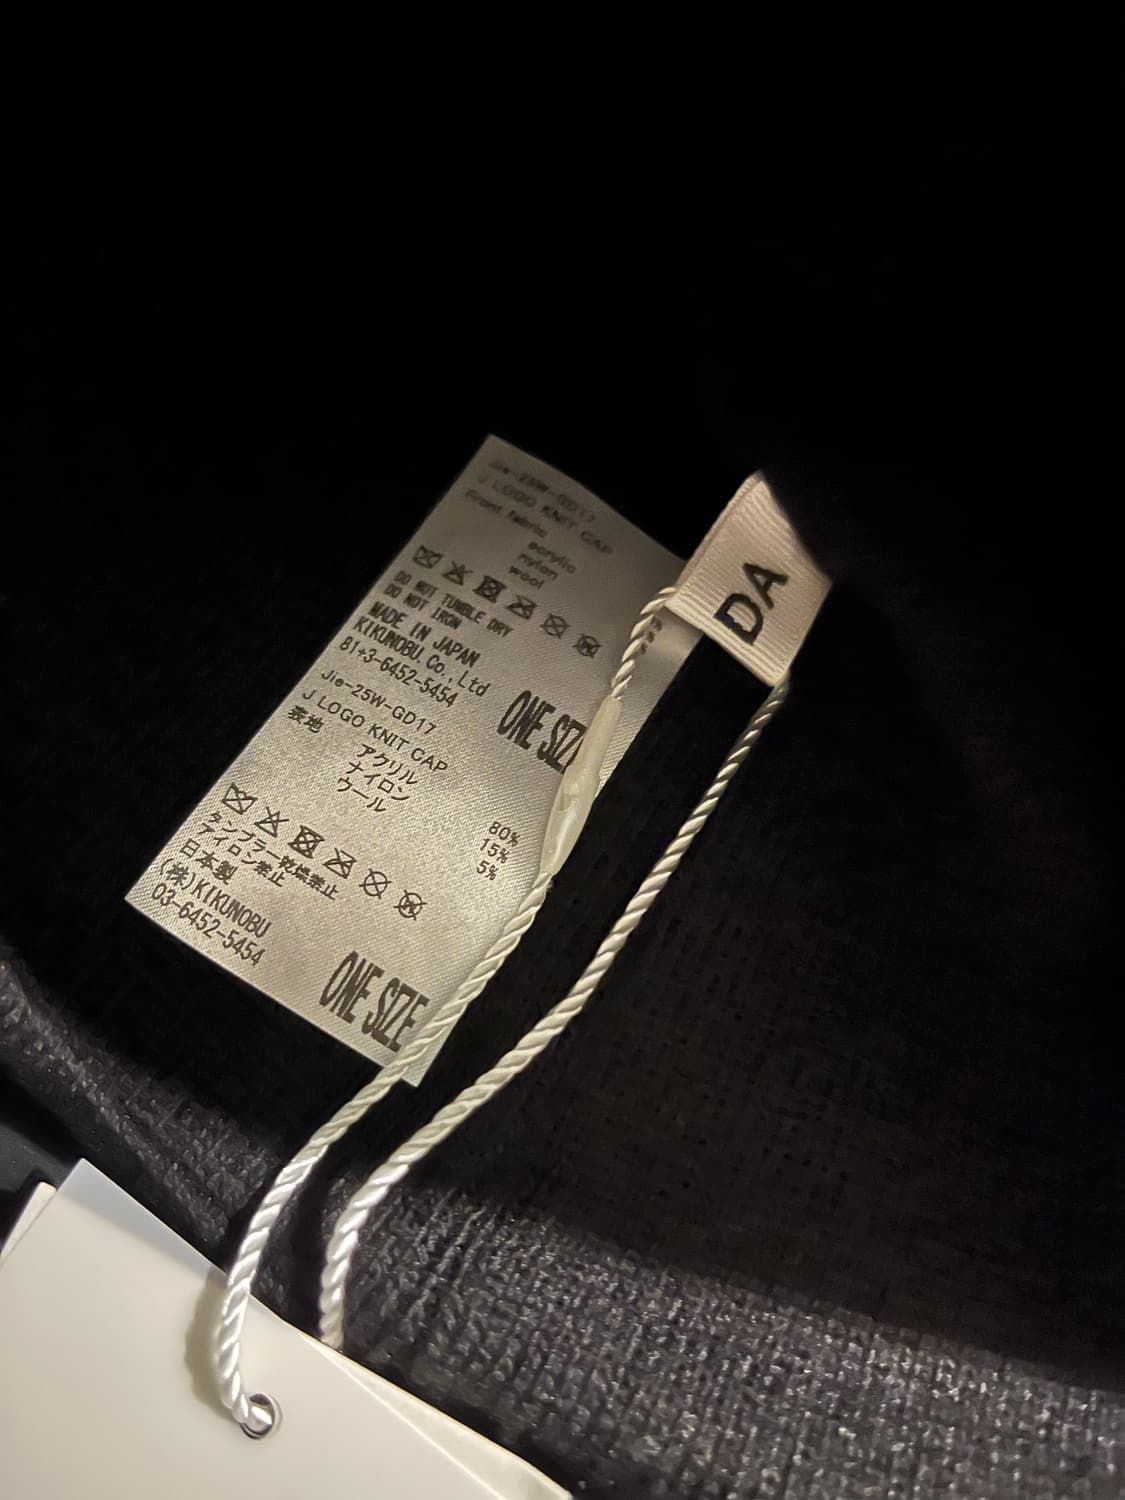 Jie-25W-GD17
J LOGO KNIT CAP
Front fabric
acrylic
nylon
wool
DO NOT TUMBLE DRY
DO NOT IRON
MADE IN JAPAN
KIKUNOBU.Co.,Ltd
81+3-6452-5454
ONE SIZE
Jie-25W-GD17
J LOGO KNIT CAP
表地
アクリル 80%
ナイロン 15%
ウール 5%
タンブラー乾燥禁止
アイロン禁止
日本製
(株)KIKUNOBU
03-6452-5454
ONE SIZE
DA